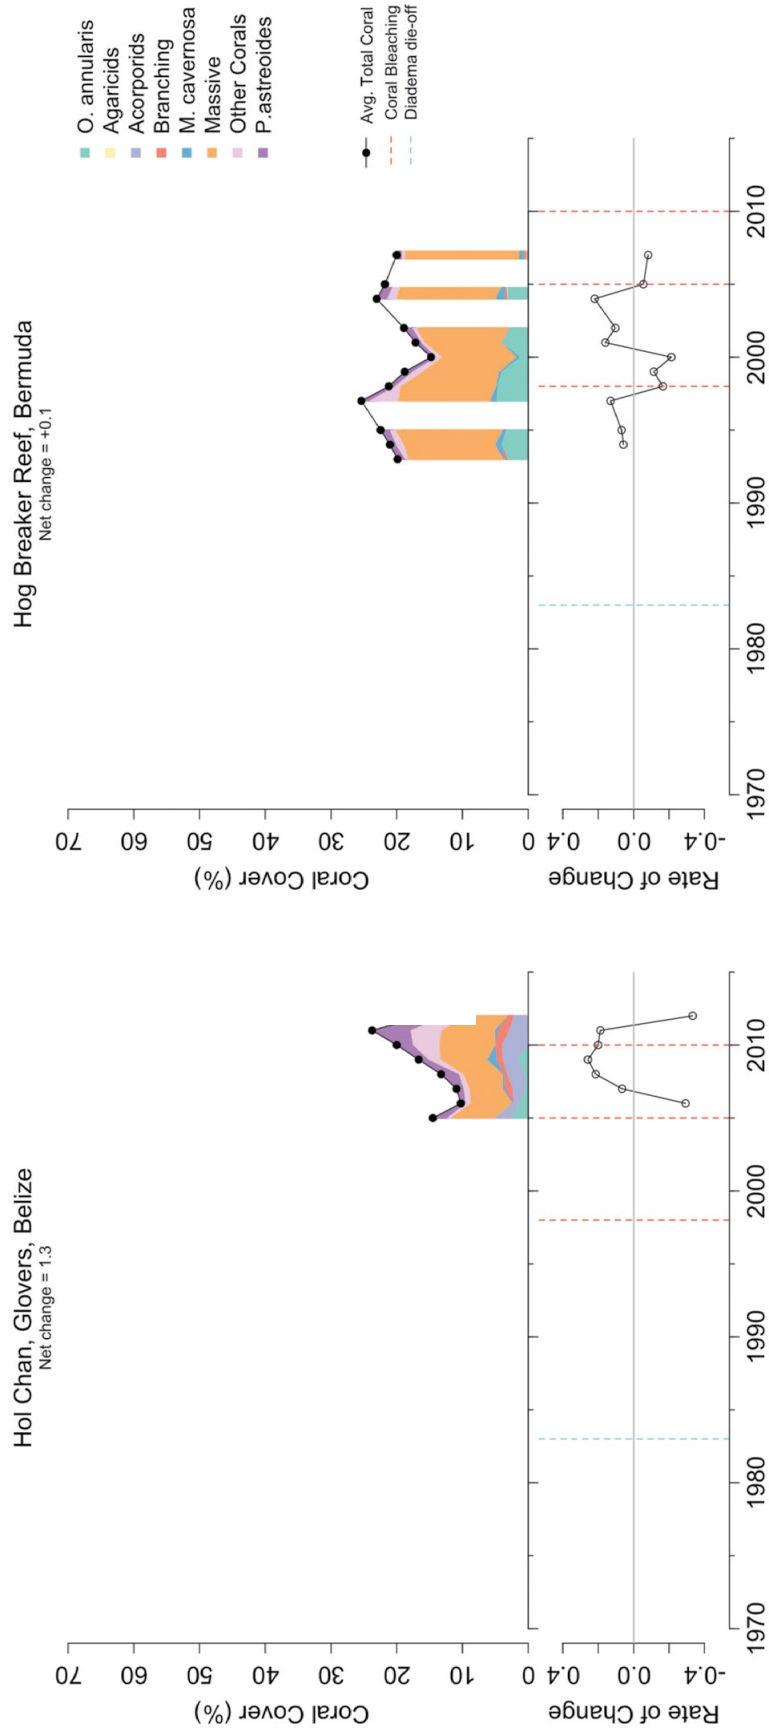 Hol Chan, Glovers, Belize
Net change = 1.3
Coral Cover (%)
70
60
50
40
30
20
10
0
Rate of Change
0.4
0.0
-0.4
1970
1980
1990
2000
2010
Hog Breaker Reef, Bermuda
Net change = +0.1
Coral Cover (%)
70
60
50
40
30
20
10
0
Rate of Change
0.4
0.0
-0.4
1970
1980
1990
2000
2010
O. annularis
Agaricids
Acorporids
Branching
M. cavernosa
Massive
Other Corals
P.astreoides
Avg. Total Coral
Coral Bleaching
Diadema die-off